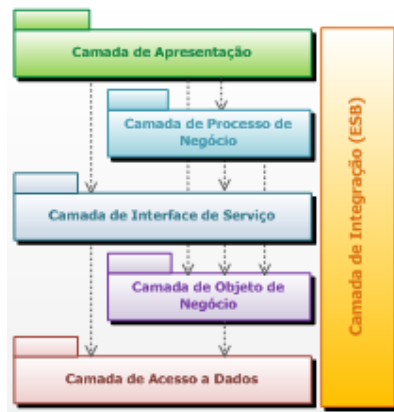 Camada de Apresentação
Camada de Processo de
Negócio
Camada de Interface de Serviço
Camada de Objeto de
Negócio
Camada de Acesso a Dados
Camada de Integração (ESB)